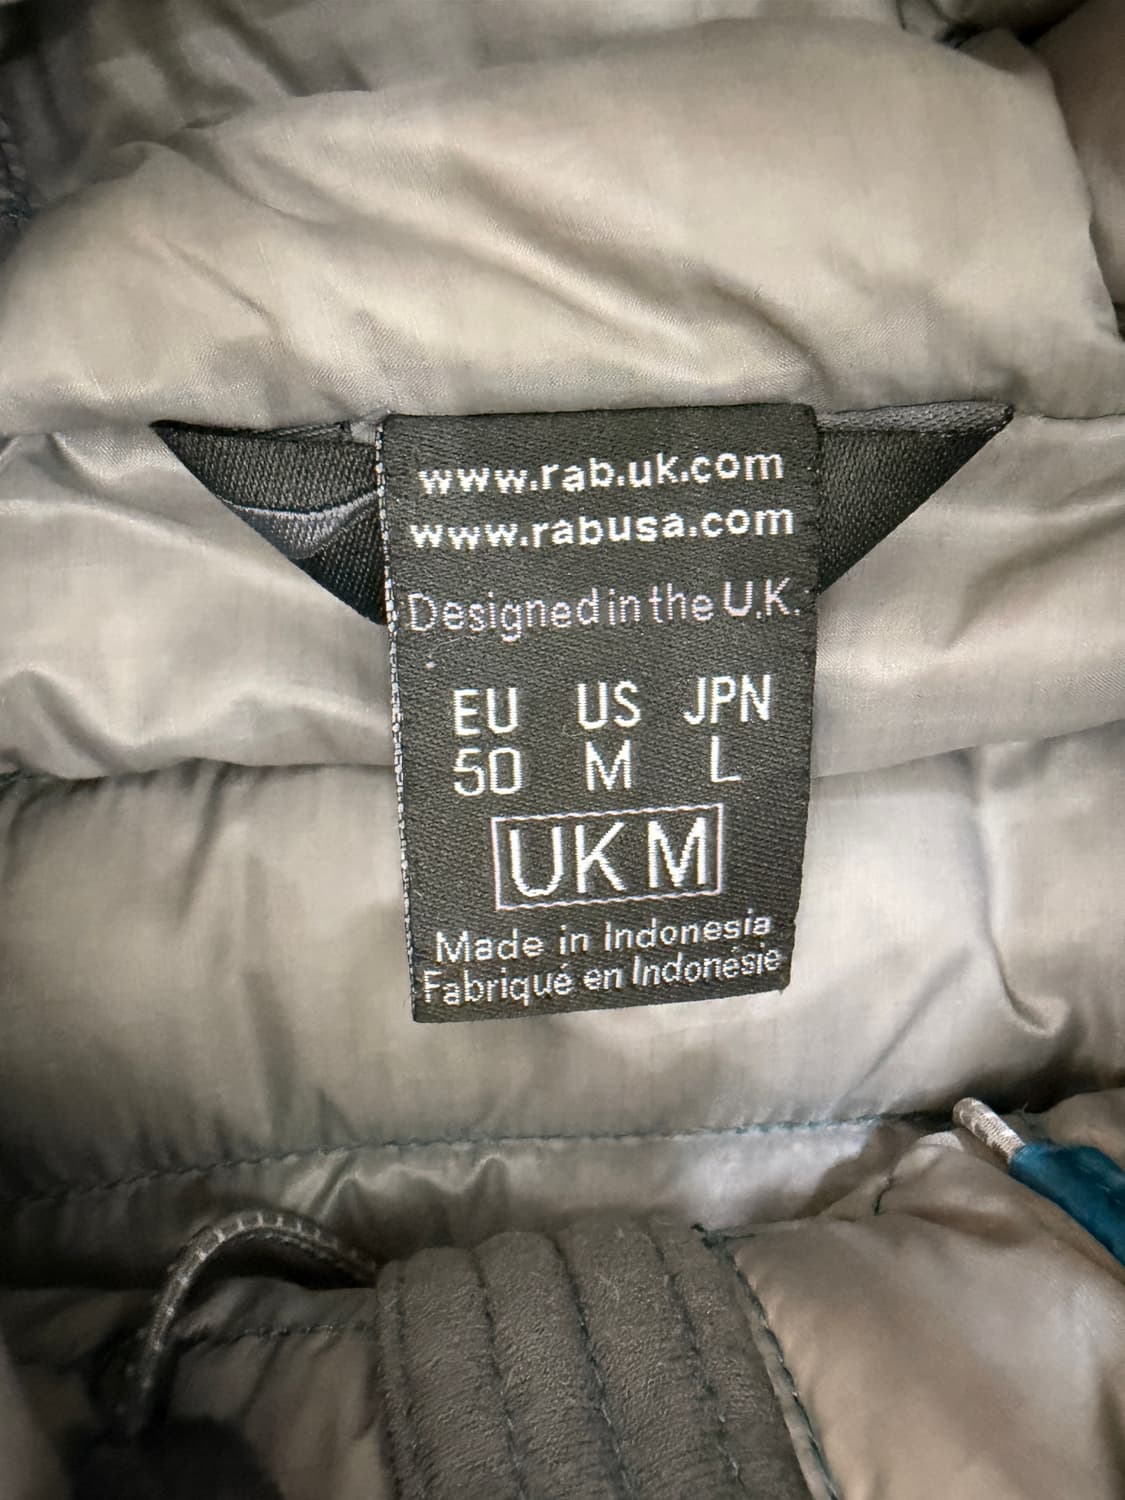 www.rab.uk.com
www.rabusa.com
Designed in the U.K.
EU US JPN
50 M L
UK M
Made in Indonesia
Fabriqué en Indonésie